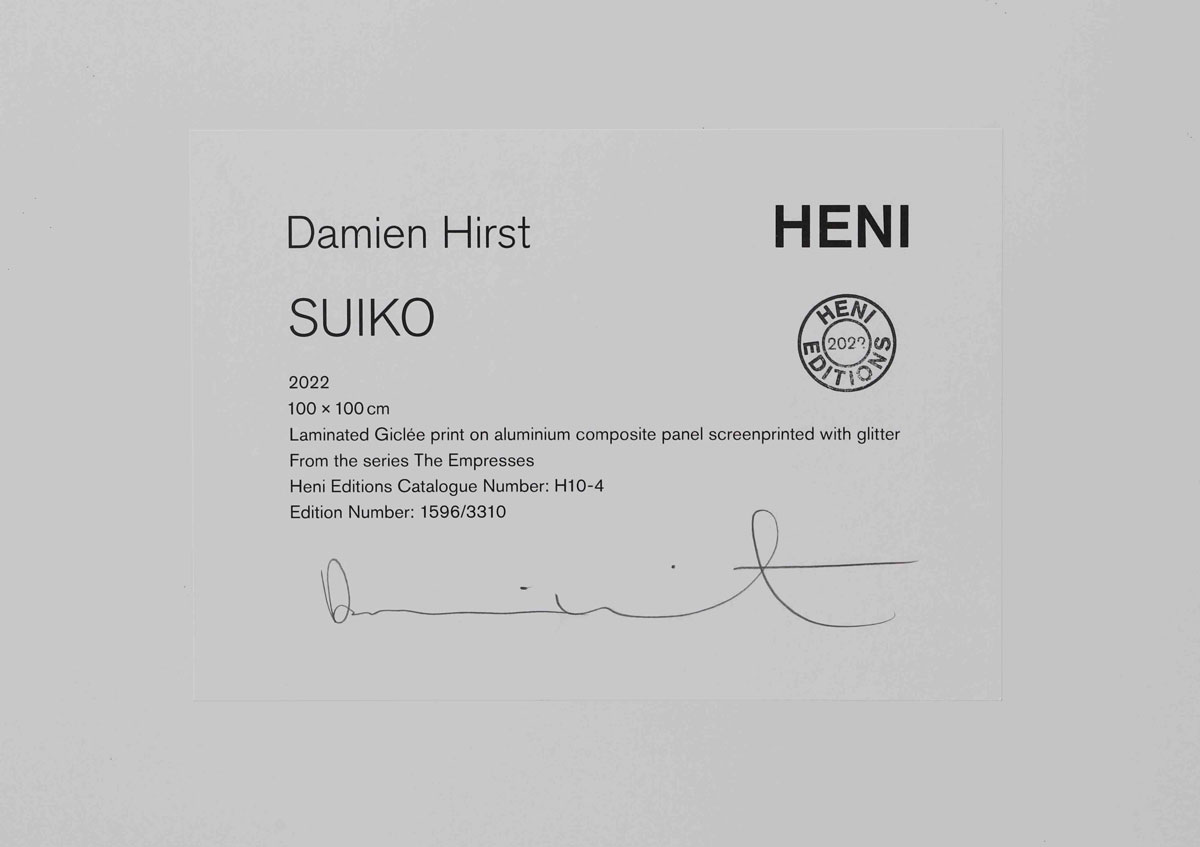 Damien Hirst
HENI
SUIKO
HENI
EDITIONS
2022
100 × 100 cm
Laminated Giclée print on aluminium composite panel screenprinted with glitter
From the series The Empresses
Heni Editions Catalogue Number: H10-4
Edition Number: 1596/3310